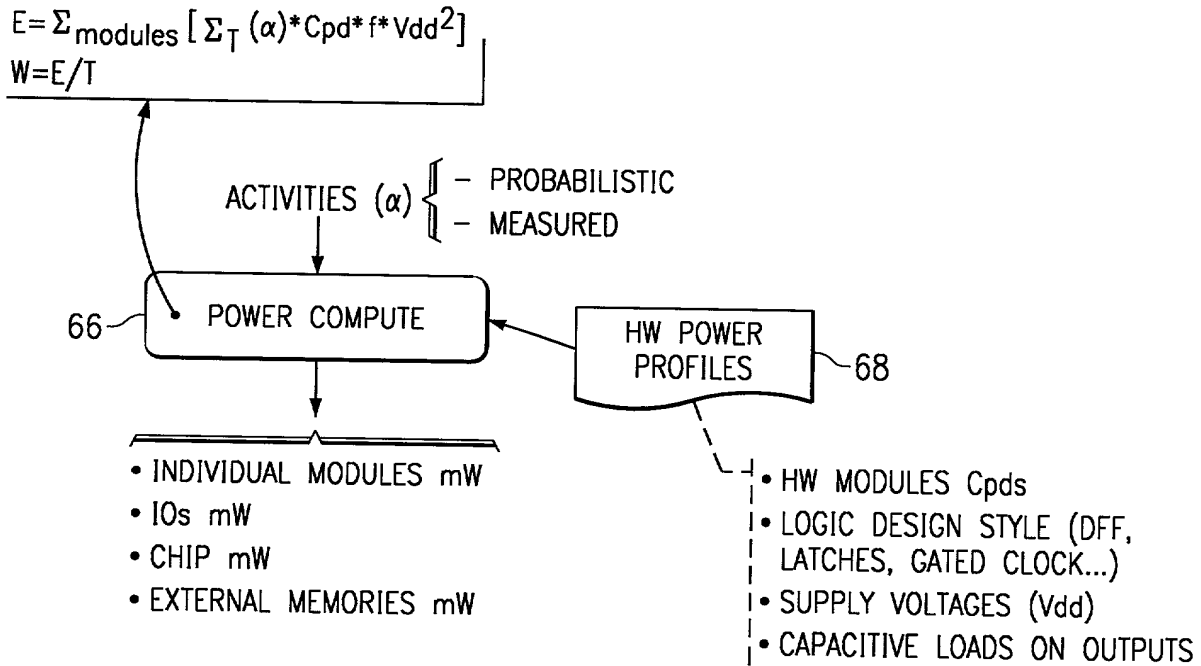 E=Σmodules [ΣT (α)*Cpd*f*Vdd²]
W=E/T
ACTIVITIES (α)
– PROBABILISTIC
– MEASURED
66
POWER COMPUTE
HW POWER
PROFILES
68
• INDIVIDUAL MODULES mW
• IOs mW
• CHIP mW
• EXTERNAL MEMORIES mW
• HW MODULES Cpds
• LOGIC DESIGN STYLE (DFF,
LATCHES, GATED CLOCK...)
• SUPPLY VOLTAGES (Vdd)
• CAPACITIVE LOADS ON OUTPUTS